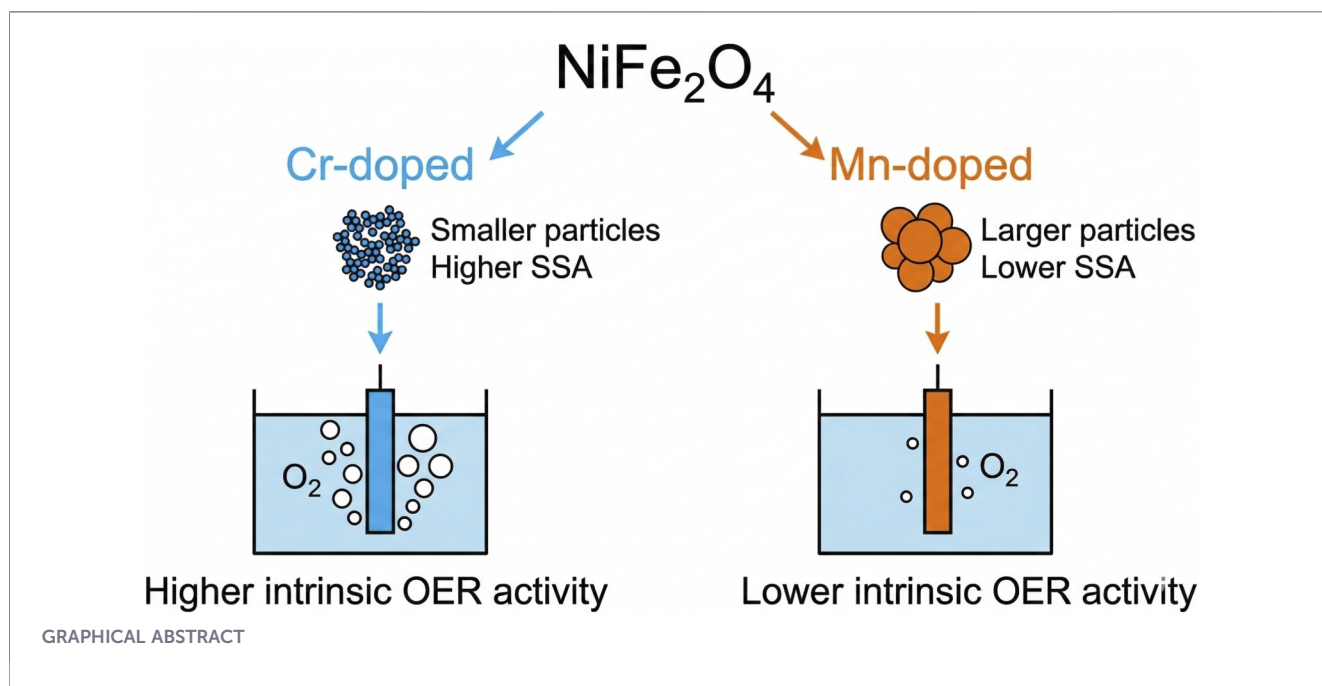 NiFe₂O₄
Cr-doped
Mn-doped
Smaller particles
Higher SSA
Larger particles
Lower SSA
O₂
O₂
Higher intrinsic OER activity
Lower intrinsic OER activity
GRAPHICAL ABSTRACT